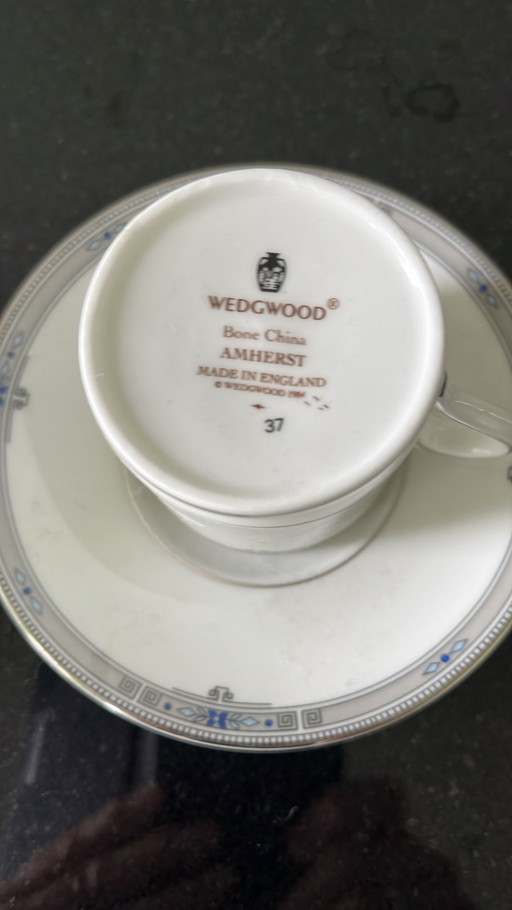 WEDGWOOD®
Bone China
AMHERST
MADE IN ENGLAND
© WEDGWOOD 1984
37